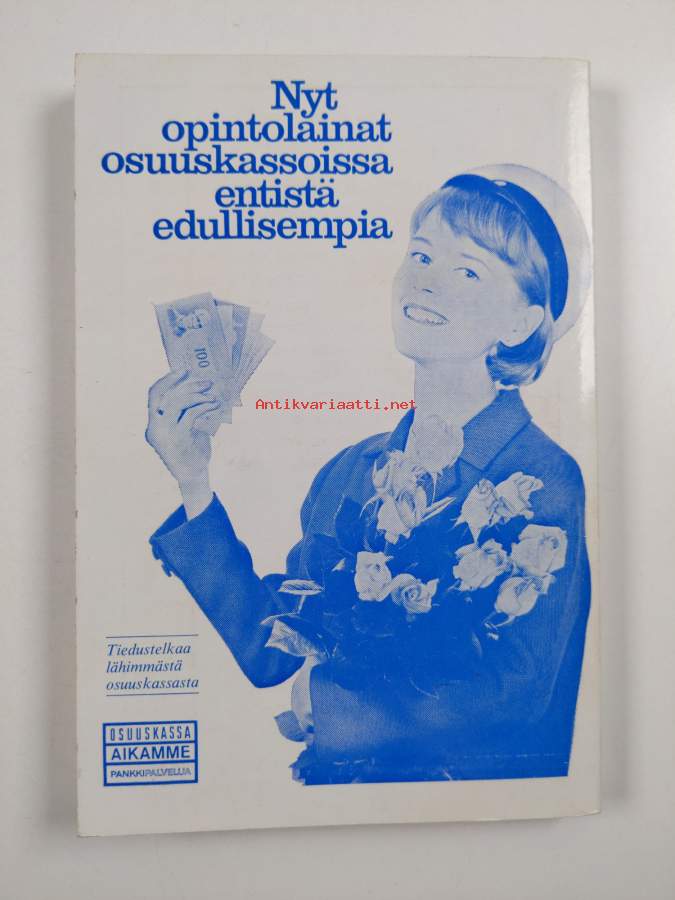 Nyt
opintolainat
osuuskassoissa
entistä
edullisempia
100
Antikvariaatti.net
Tiedustelkaa
lähimmästä
osuuskassasta
OSUUSKASSA
AIKAMME
PANKKIPALVELUA